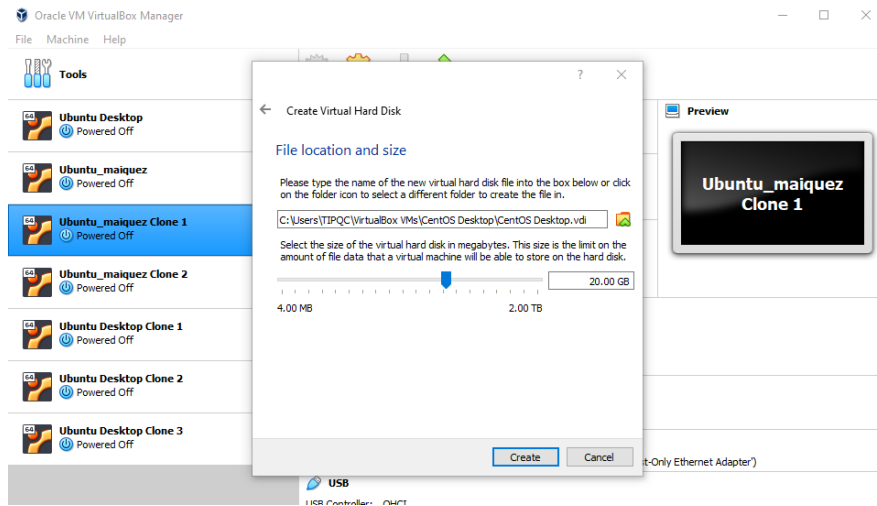 Oracle VM VirtualBox Manager
File Machine Help
Tools
64
Ubuntu Desktop
Powered Off
64
Ubuntu_maiquez
Powered Off
64
Ubuntu_maiquez Clone 1
Powered Off
64
Ubuntu_maiquez Clone 2
Powered Off
64
Ubuntu Desktop Clone 1
Powered Off
64
Ubuntu Desktop Clone 2
Powered Off
64
Ubuntu Desktop Clone 3
Powered Off
?
Create Virtual Hard Disk
File location and size
Please type the name of the new virtual hard disk file into the box below or click
on the folder icon to select a different folder to create the file in.
C:\Users\TIPQC\VirtualBox VMs\CentOS Desktop\CentOS Desktop.vdi
Select the size of the virtual hard disk in megabytes. This size is the limit on the
amount of file data that a virtual machine will be able to store on the hard disk.
20.00 GB
4.00 MB 2.00 TB
Create Cancel
Preview
Ubuntu_maiquez
Clone 1
t-Only Ethernet Adapter')
USB
USB Controller: OHCI